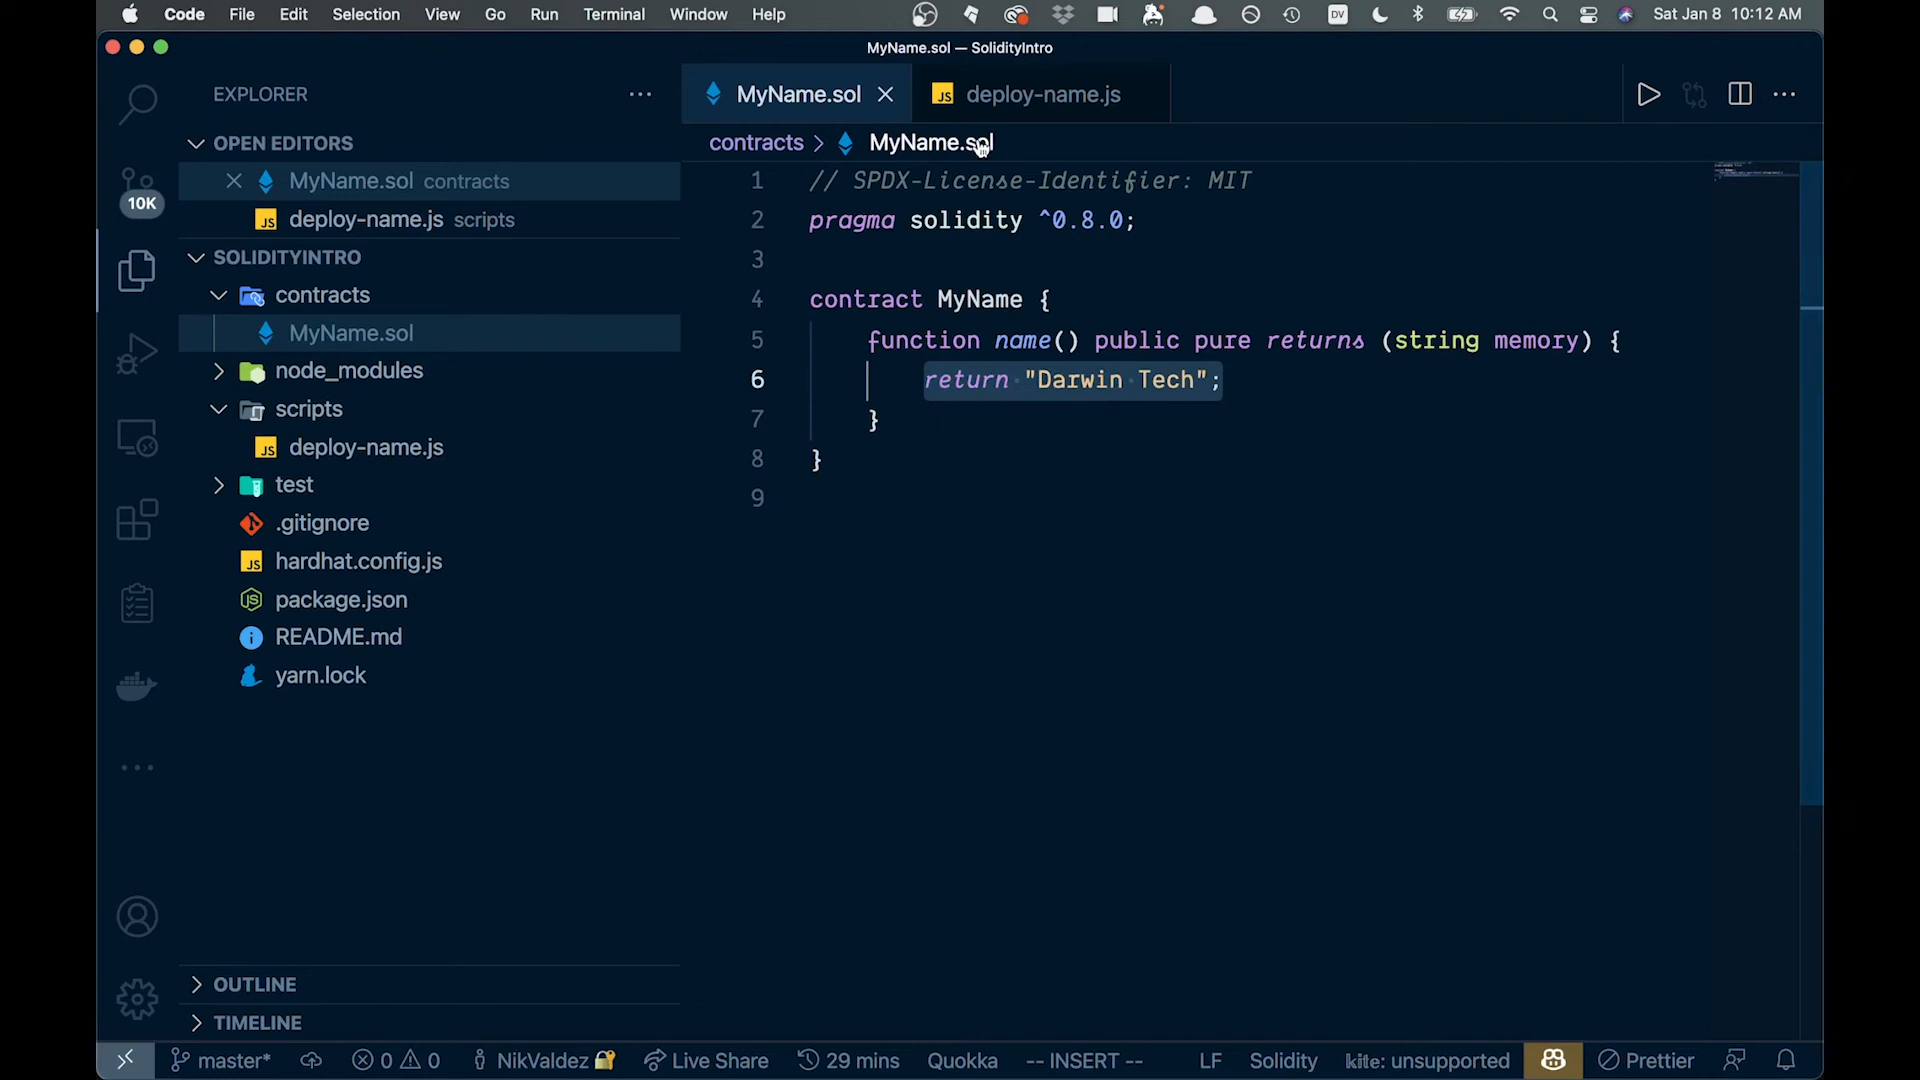 Code File Edit Selection View Go Run Terminal Window Help DV Sat Jan 8 10:12 AM
MyName.sol — SolidityIntro
EXPLORER
MyName.sol
deploy-name.js
OPEN EDITORS
contracts > MyName.sol
MyName.sol contracts
deploy-name.js scripts
10K
SOLIDITYINTRO
contracts
MyName.sol
node_modules
scripts
deploy-name.js
test
.gitignore
hardhat.config.js
package.json
README.md
yarn.lock
OUTLINE
TIMELINE
1 // SPDX-License-Identifier: MIT
2 pragma solidity ^0.8.0;
3
4 contract MyName {
5 function name() public pure returns (string memory) {
6 return "Darwin Tech";
7 }
8 }
9
master* 0 0 NikValdez Live Share 29 mins Quokka -- INSERT -- LF Solidity kite: unsupported Prettier